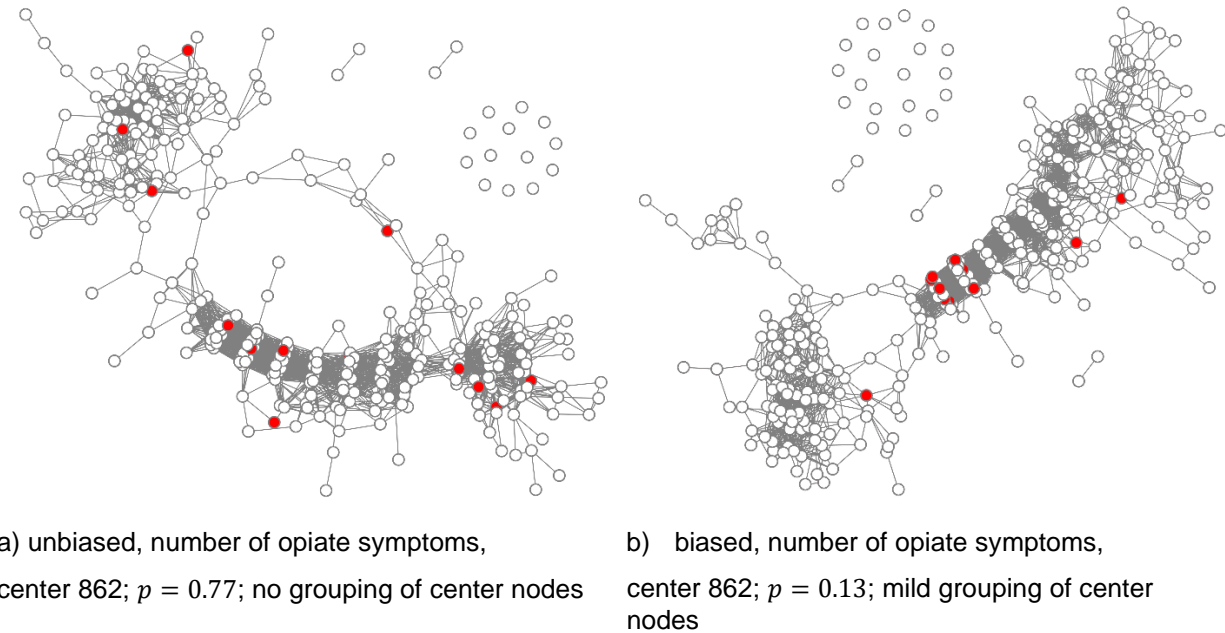 a) unbiased, number of opiate symptoms,
center 862; p = 0.77; no grouping of center nodes
b) biased, number of opiate symptoms,
center 862; p = 0.13; mild grouping of center
nodes